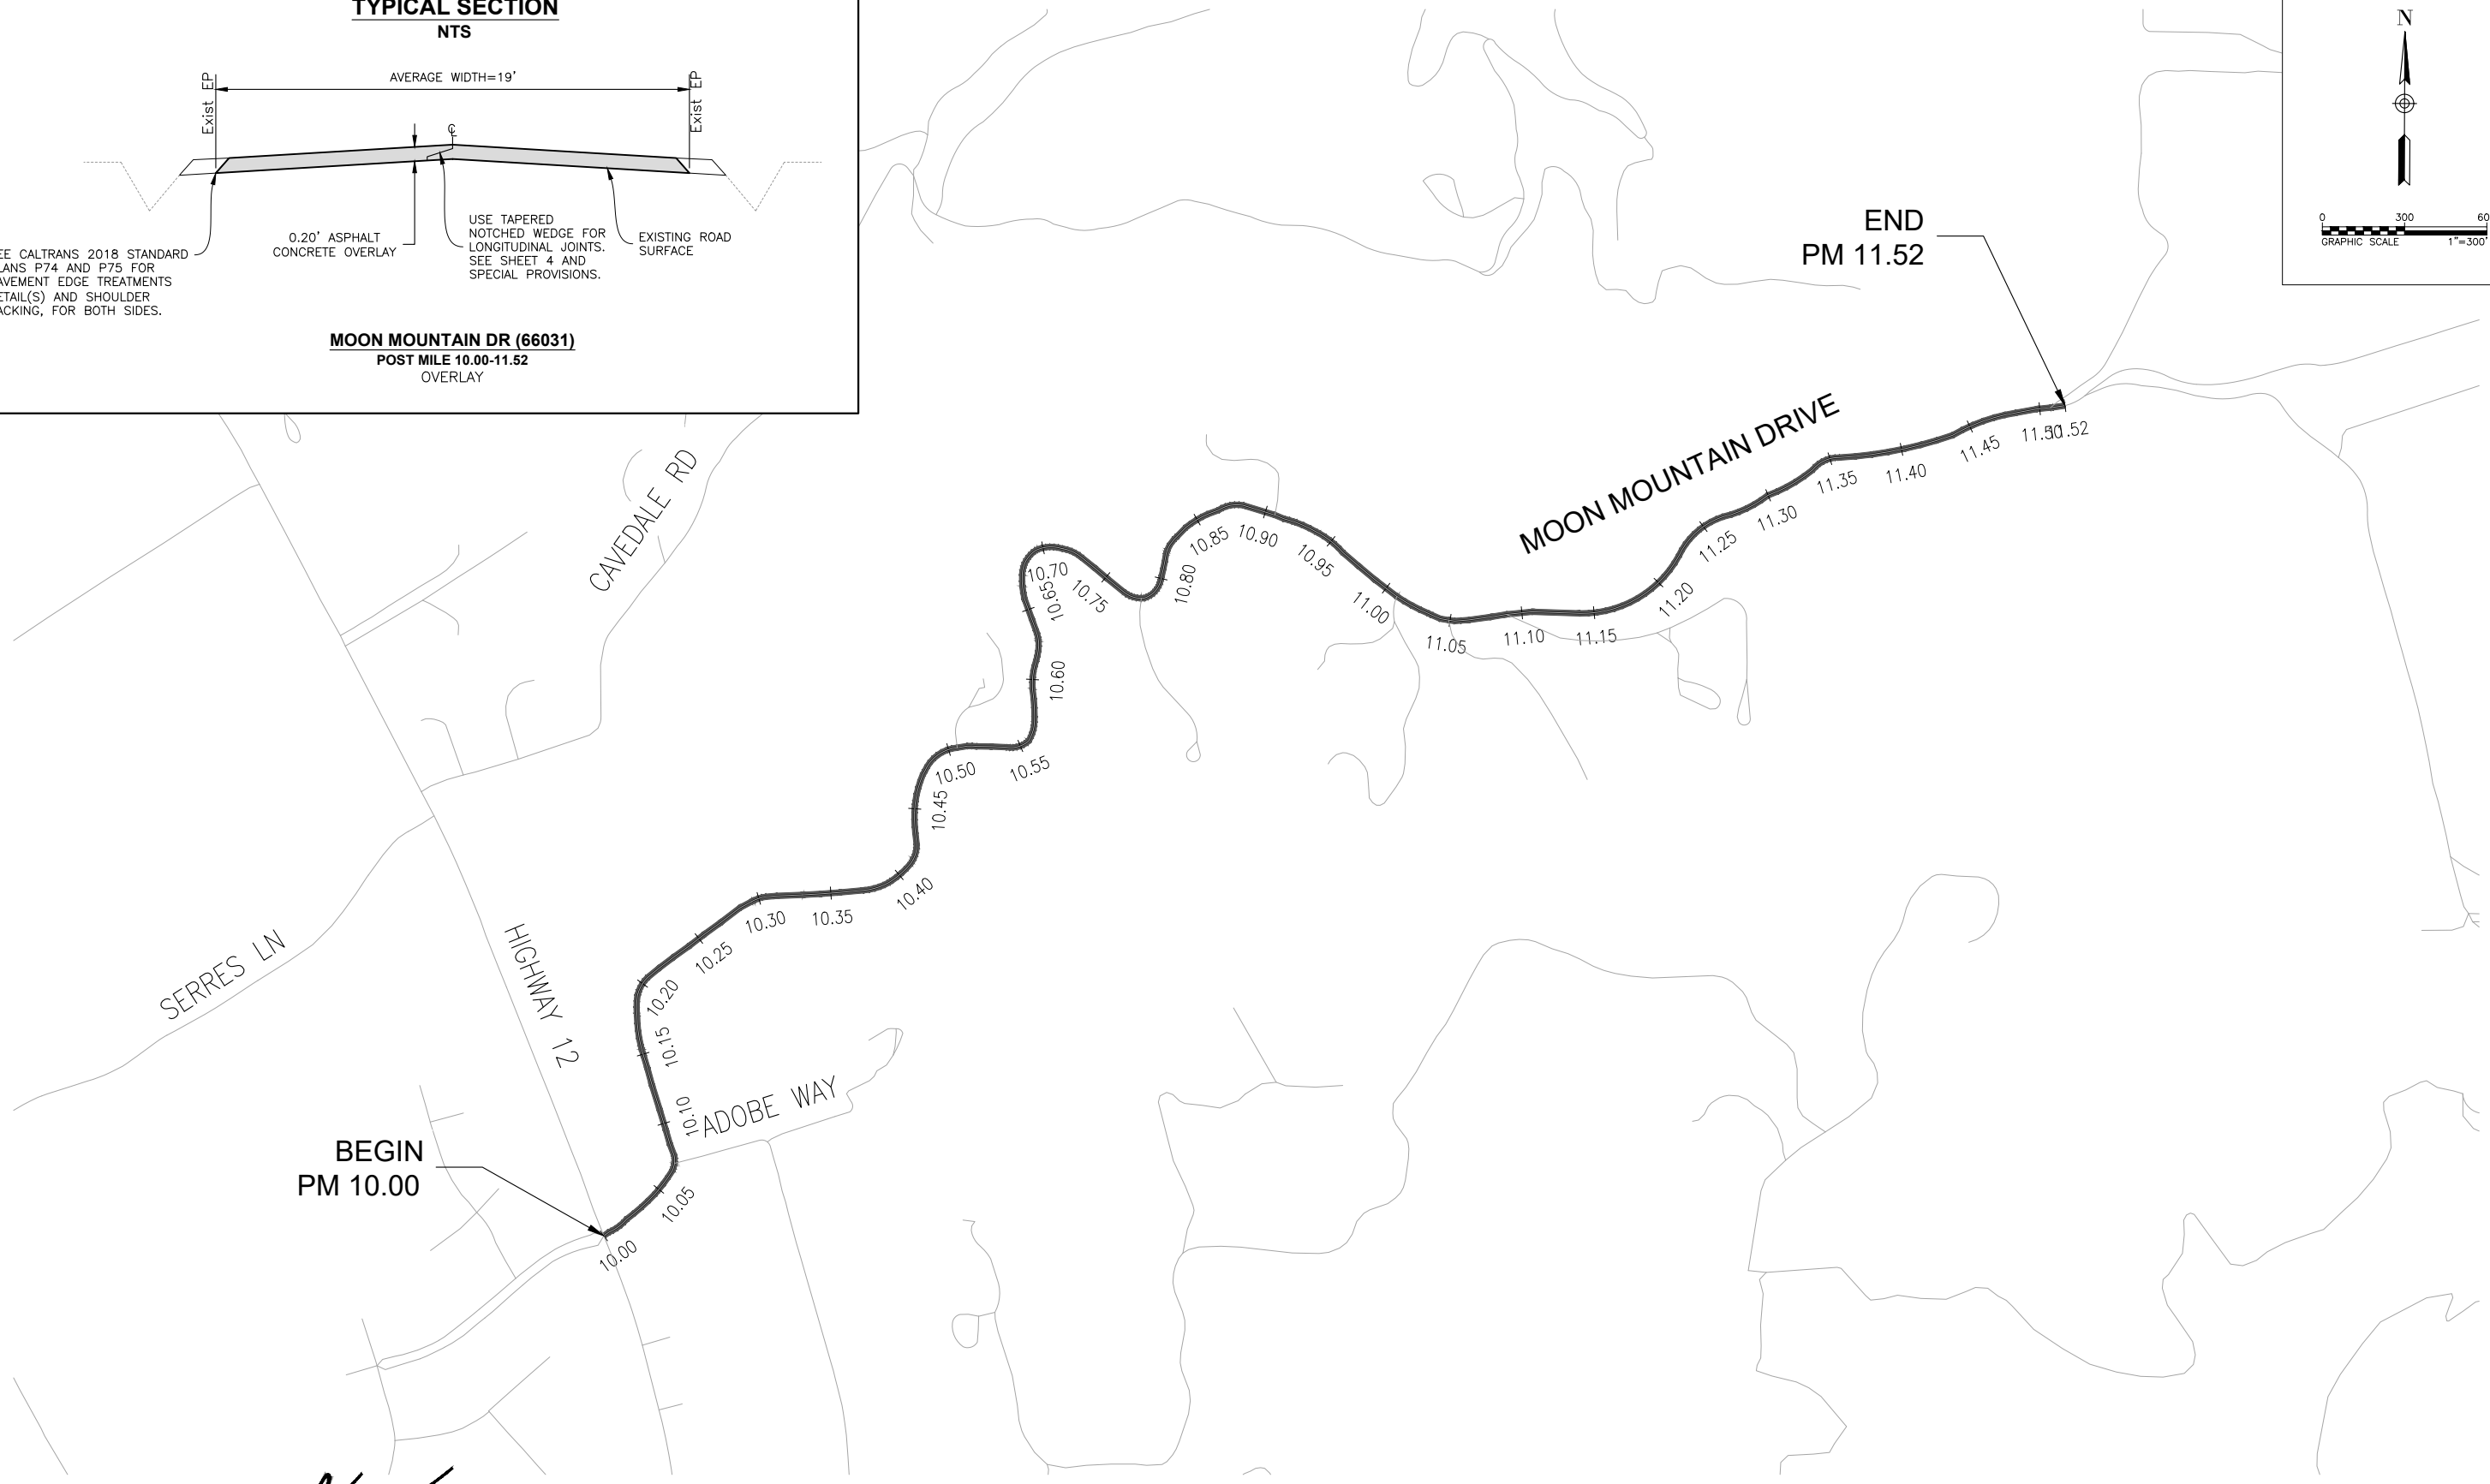 TYPICAL SECTION
NTS
AVERAGE WIDTH=19'
Exist EP
Exist EP
℄
0.20' ASPHALT
CONCRETE OVERLAY
USE TAPERED
NOTCHED WEDGE FOR
LONGITUDINAL JOINTS.
SEE SHEET 4 AND
SPECIAL PROVISIONS.
EXISTING ROAD
SURFACE
EE CALTRANS 2018 STANDARD
LANS P74 AND P75 FOR
AVEMENT EDGE TREATMENTS
ETAIL(S) AND SHOULDER
ACKING, FOR BOTH SIDES.
MOON MOUNTAIN DR (66031)
POST MILE 10.00-11.52
OVERLAY
N
0 300 60
GRAPHIC SCALE 1"=300'
END
PM 11.52
MOON MOUNTAIN DRIVE
CAVEDALE RD
SERRES LN
HIGHWAY 12
ADOBE WAY
BEGIN
PM 10.00
10.00
10.05
10.10
10.15
10.20
10.25
10.30
10.35
10.40
10.45
10.50
10.55
10.60
10.65
10.70
10.75
10.80
10.85
10.90
10.95
11.00
11.05
11.10
11.15
11.20
11.25
11.30
11.35
11.40
11.45
11.50
11.52